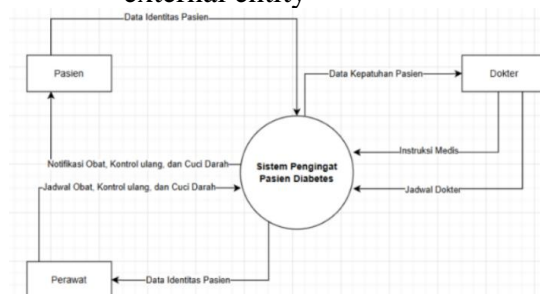 external entity
Data Identitas Pasien
Pasien
Data Kepatuhan Pasien
Dokter
Notifikasi Obat, Kontrol ulang, dan Cuci Darah
Sistem Pengingat
Pasien Diabetes
Instruksi Medis
Jadwal Obat, Kontrol ulang, dan Cuci Darah
Jadwal Dokter
Perawat
Data Identitas Pasien